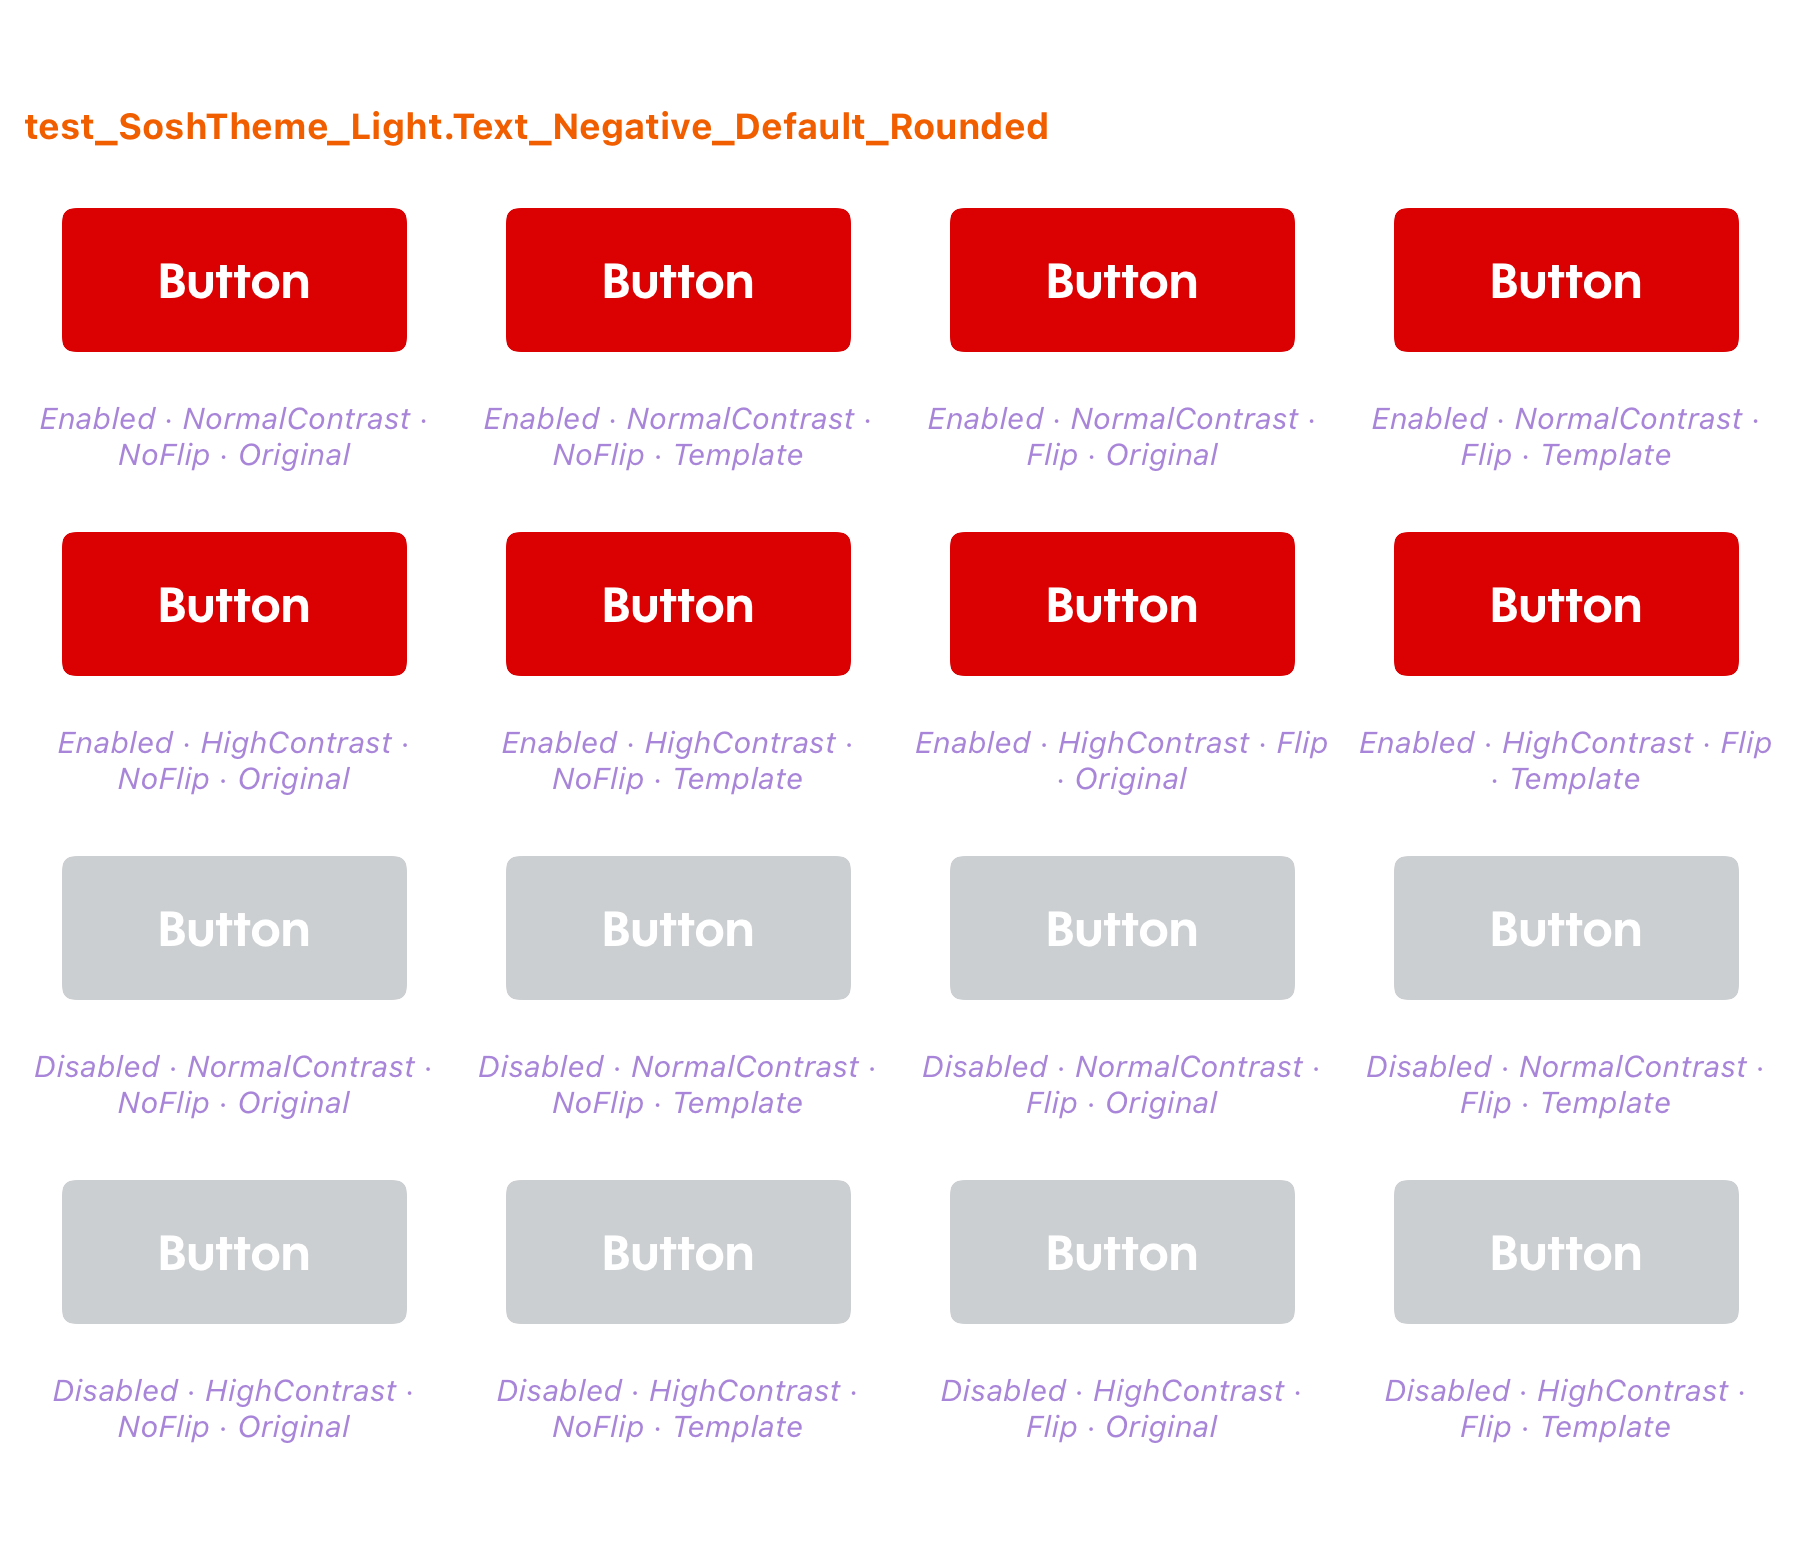 test_SoshTheme_Light.Text_Negative_Default_Rounded
Button Button Button Button
Enabled · NormalContrast · Enabled · NormalContrast · Enabled · NormalContrast · Enabled · NormalContrast ·
NoFlip · Original NoFlip · Template Flip · Original Flip · Template
Button Button Button Button
Enabled · HighContrast · Enabled · HighContrast · Enabled · HighContrast · Flip Enabled · HighContrast · Flip
NoFlip · Original NoFlip · Template · Original · Template
Button Button Button Button
Disabled · NormalContrast · Disabled · NormalContrast · Disabled · NormalContrast · Disabled · NormalContrast ·
NoFlip · Original NoFlip · Template Flip · Original Flip · Template
Button Button Button Button
Disabled · HighContrast · Disabled · HighContrast · Disabled · HighContrast · Disabled · HighContrast ·
NoFlip · Original NoFlip · Template Flip · Original Flip · Template